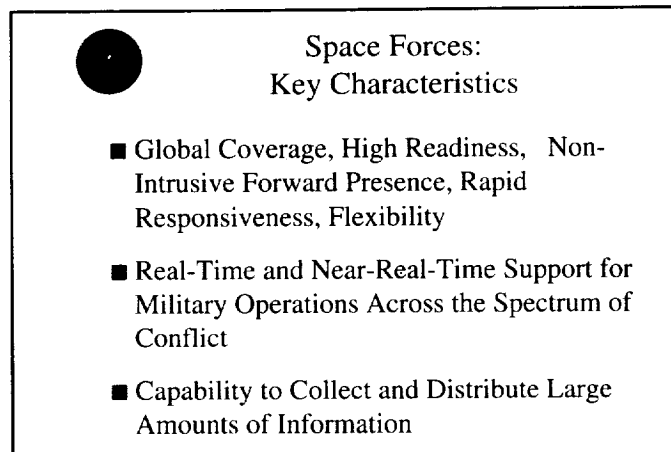 Space Forces:
Key Characteristics
■ Global Coverage, High Readiness, Non-
Intrusive Forward Presence, Rapid
Responsiveness, Flexibility
■ Real-Time and Near-Real-Time Support for
Military Operations Across the Spectrum of
Conflict
■ Capability to Collect and Distribute Large
Amounts of Information